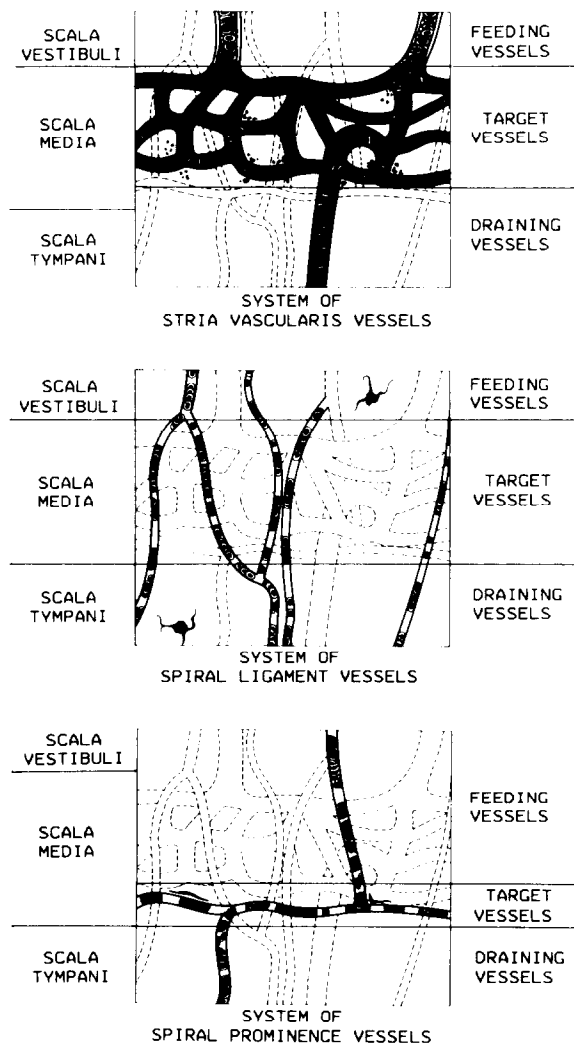 SCALA
VESTIBULI
FEEDING
VESSELS
SCALA
MEDIA
TARGET
VESSELS
SCALA
TYMPANI
DRAINING
VESSELS
SYSTEM OF
STRIA VASCULARIS VESSELS
SCALA
VESTIBULI
FEEDING
VESSELS
SCALA
MEDIA
TARGET
VESSELS
SCALA
TYMPANI
DRAINING
VESSELS
SYSTEM OF
SPIRAL LIGAMENT VESSELS
SCALA
VESTIBULI
FEEDING
VESSELS
SCALA
MEDIA
TARGET
VESSELS
SCALA
TYMPANI
DRAINING
VESSELS
SYSTEM OF
SPIRAL PROMINENCE VESSELS